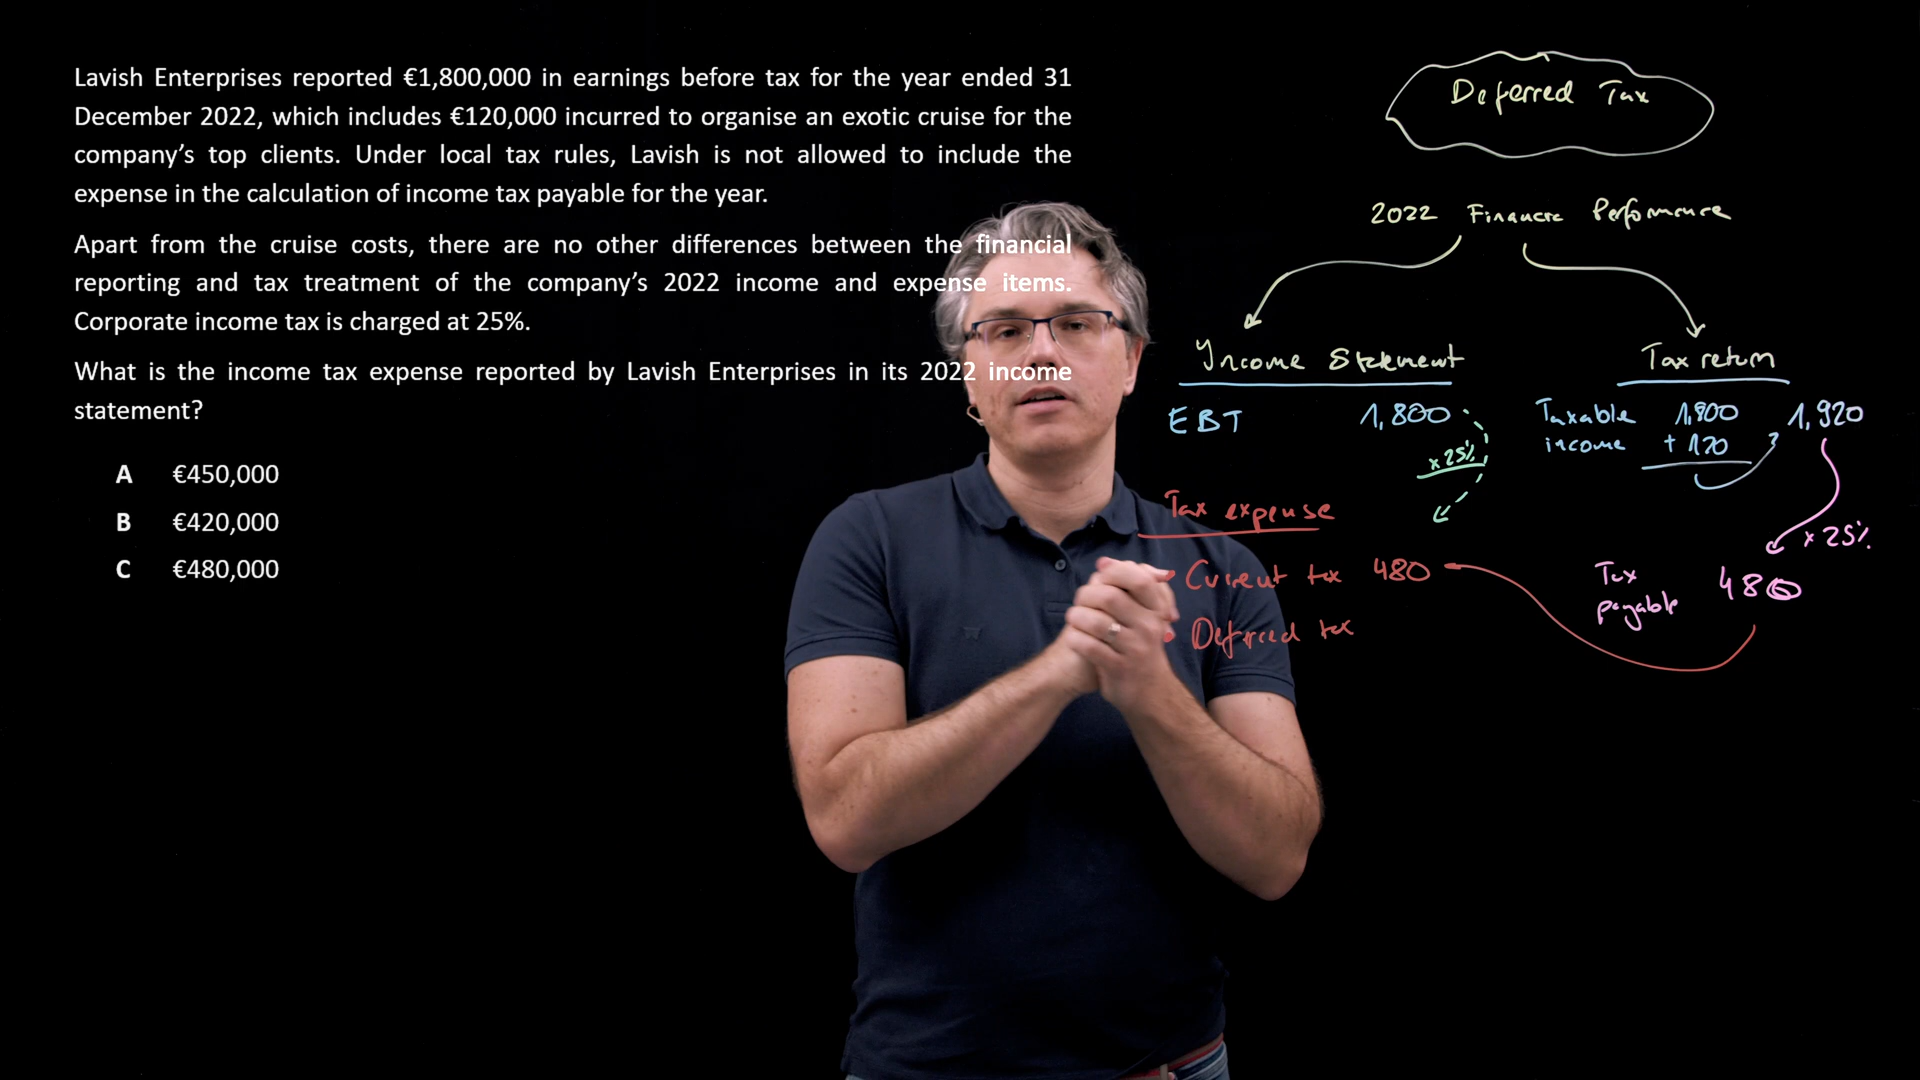 Lavish Enterprises reported €1,800,000 in earnings before tax for the year ended 31
December 2022, which includes €120,000 incurred to organise an exotic cruise for the
company's top clients. Under local tax rules, Lavish is not allowed to include the
expense in the calculation of income tax payable for the year.
Apart from the cruise costs, there are no other differences between the financial
reporting and tax treatment of the company's 2022 income and expense items.
Corporate income tax is charged at 25%.
What is the income tax expense reported by Lavish Enterprises in its 2022 income
statement?
A €450,000
B €420,000
C €480,000
Deferred Tax
2022 Finance Performance
Income Statement
EBT 1,800
x 25%
Tax expense
• Current tax 480
• Deferred tax
Tax return
Taxable 1,800 1,920
income + 120
x 25%
Tax 480
payable